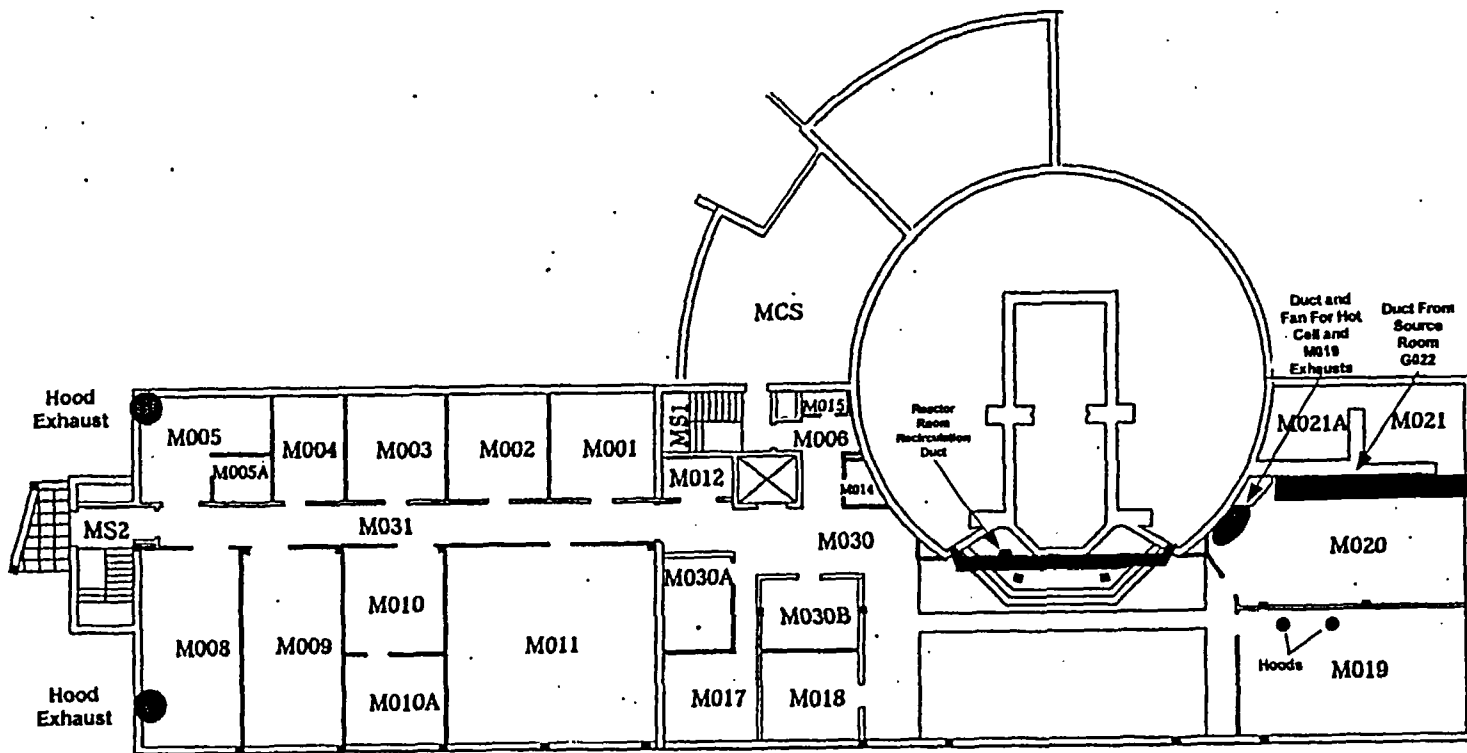 MCS
Duct and
Fan For Hot
Cell and
M019
Exhausts
Duct From
Source
Room
G022
Hood
Exhaust
M005
M005A
M004
M003
M002
M001
MS1
M012
M015
M006
M014
Reactor
Room
Recirculation
Duct
M021A
M021
MS2
M031
M030
M020
M008
M009
M010
M010A
M011
M030A
M030B
M017
M018
Hoods
M019
Hood
Exhaust